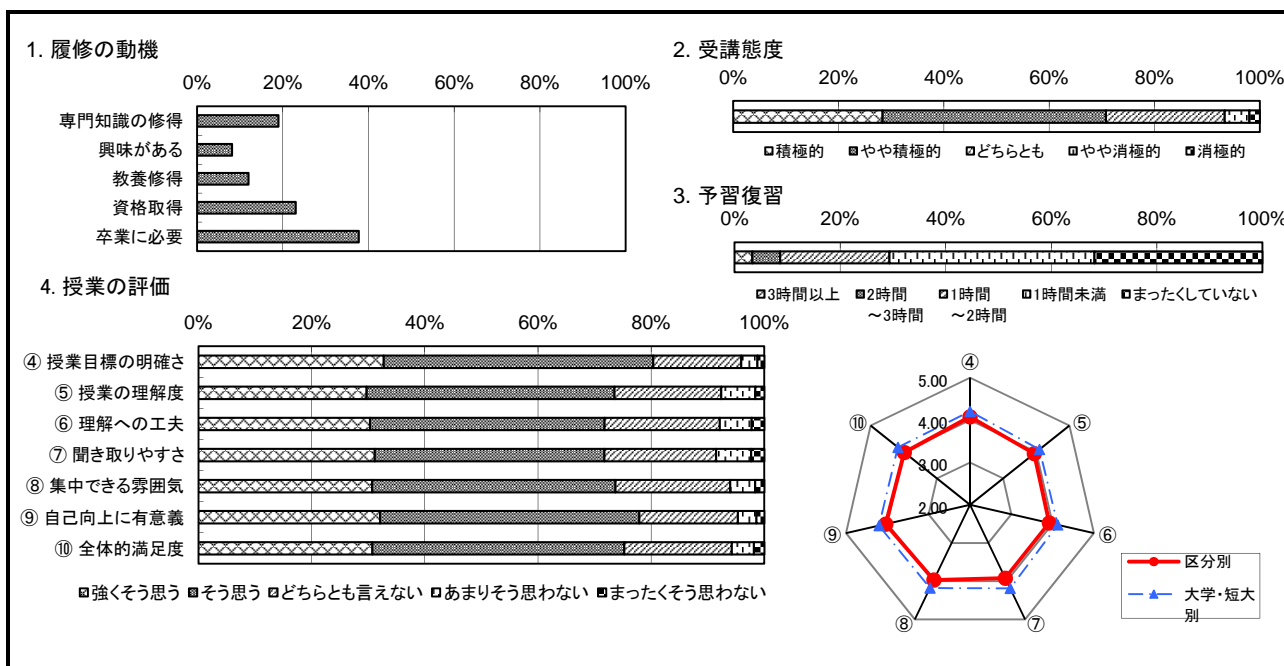 1. 履修の動機
0% 20% 40% 60% 80% 100%
専門知識の修得
興味がある
教養修得
資格取得
卒業に必要
2. 受講態度
0% 20% 40% 60% 80% 100%
積極的 やや積極的 どちらとも やや消極的 消極的
3. 予習復習
0% 20% 40% 60% 80% 100%
3時間以上 2時間 1時間 1時間未満 まったくしていない
～3時間 ～2時間
4. 授業の評価
0% 20% 40% 60% 80% 100%
④ 授業目標の明確さ
⑤ 授業の理解度
⑥ 理解への工夫
⑦ 聞き取りやすさ
⑧ 集中できる雰囲気
⑨ 自己向上に有意義
⑩ 全体的満足度
強くそう思う そう思う どちらとも言えない あまりそう思わない まったくそう思わない
④
5.00
⑩ 4.00 ⑤
3.00
2.00
⑨ ⑥
⑧ ⑦
区分別
大学・短大
別